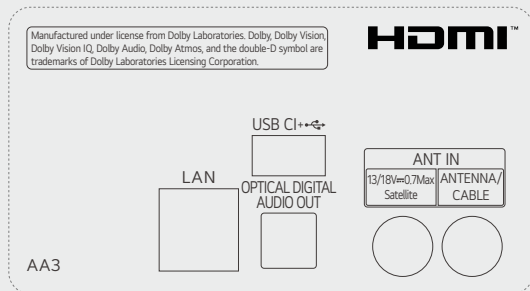 Manufactured under license from Dolby Laboratories. Dolby, Dolby Vision,
Dolby Vision IQ, Dolby Audio, Dolby Atmos, and the double-D symbol are
trademarks of Dolby Laboratories Licensing Corporation.
HDMI™
USB CI+
LAN
OPTICAL DIGITAL
AUDIO OUT
ANT IN
13/18V⎓0.7Max
Satellite
ANTENNA/
CABLE
AA3